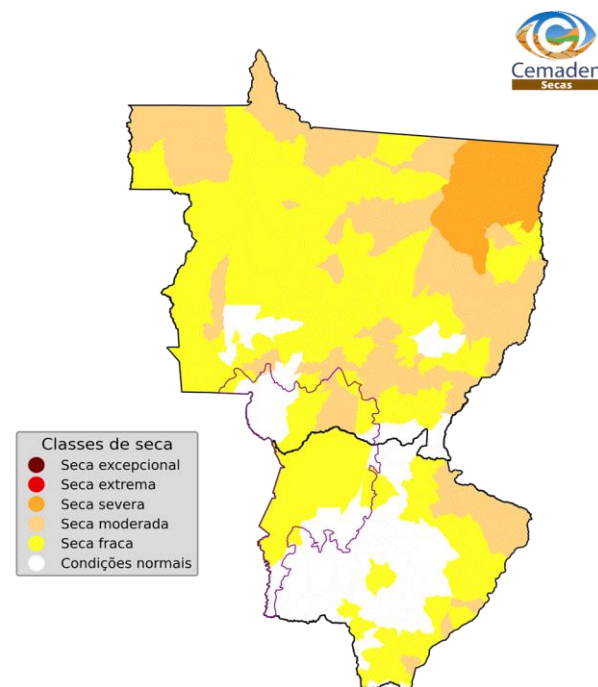 Cemaden
Secas
Classes de seca
Seca excepcional
Seca extrema
Seca severa
Seca moderada
Seca fraca
Condições normais